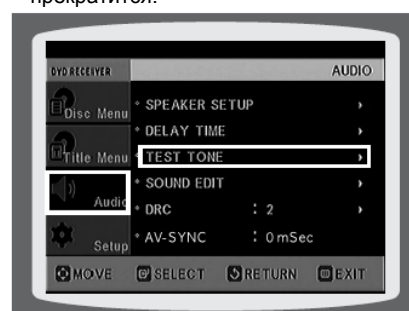 прекратится.
DVD RECEIVER AUDIO
Disc Menu
Title Menu
Audio
Setup
• SPEAKER SETUP ›
• DELAY TIME ›
• TEST TONE ›
• SOUND EDIT ›
• DRC : 2 ›
• AV-SYNC : 0 mSec
MOVE SELECT RETURN EXIT